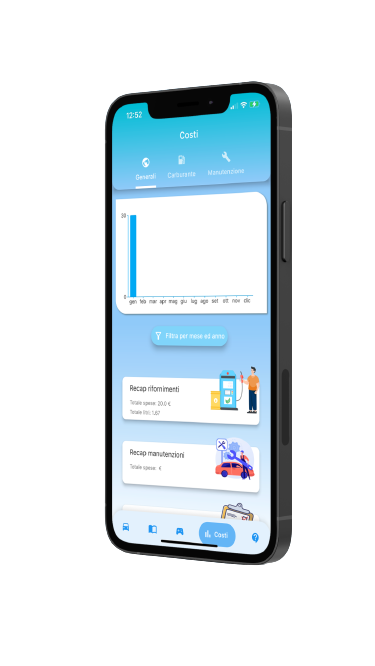 12:52
Costi
Generali Carburante Manutenzione
30
0
gen feb mar apr mag giu lug ago set ott nov dic
Filtra per mese ed anno
Recap rifornimenti
Totale spese: 20.0 €
Totale litri: 1.87
Recap manutenzioni
Totale spese: €
Costi